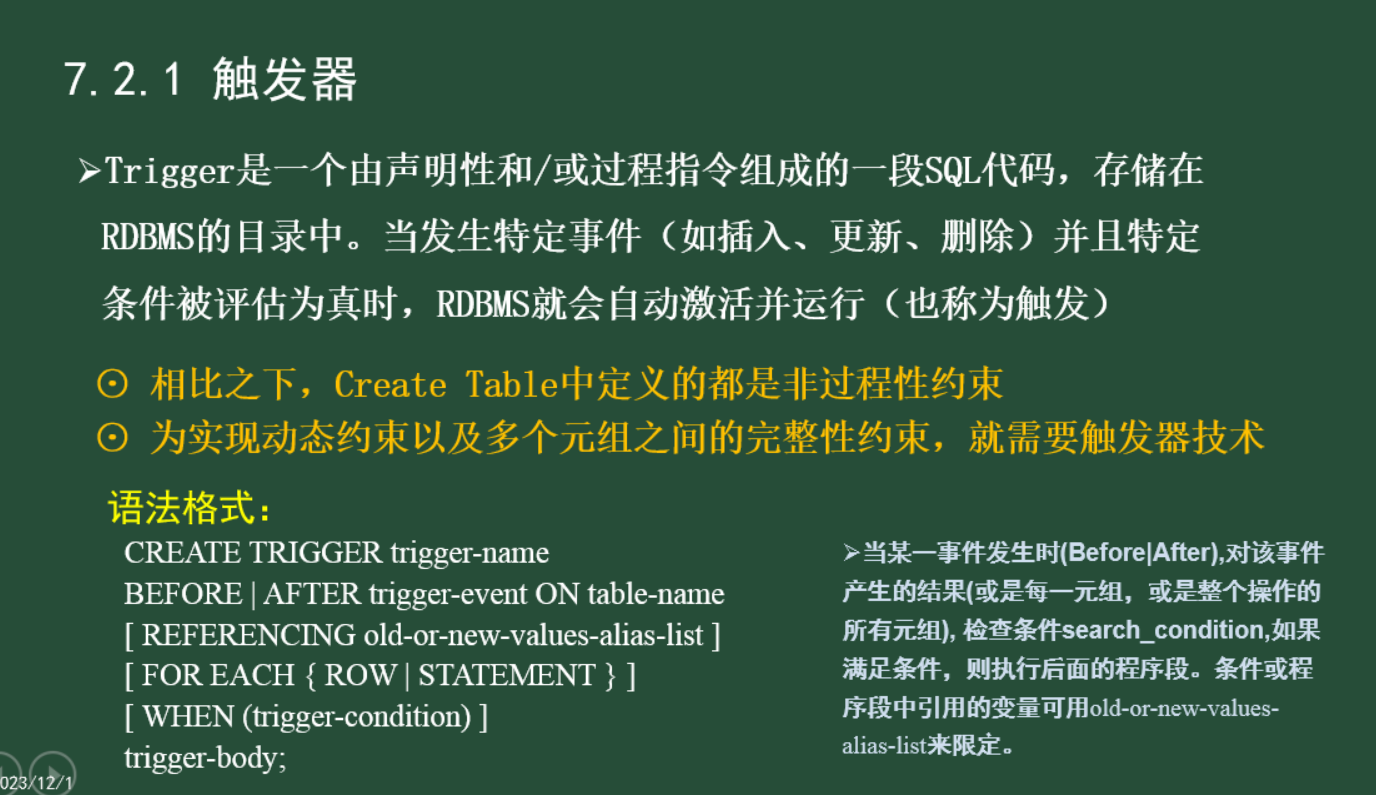 7.2.1 触发器
➢Trigger是一个由声明性和/或过程指令组成的一段SQL代码，存储在
RDBMS的目录中。当发生特定事件（如插入、更新、删除）并且特定
条件被评估为真时，RDBMS就会自动激活并运行（也称为触发）
⊙ 相比之下，Create Table中定义的都是非过程性约束
⊙ 为实现动态约束以及多个元组之间的完整性约束，就需要触发器技术
语法格式：
CREATE TRIGGER trigger-name
BEFORE | AFTER trigger-event ON table-name
[ REFERENCING old-or-new-values-alias-list ]
[ FOR EACH { ROW | STATEMENT } ]
[ WHEN (trigger-condition) ]
trigger-body;
➢当某一事件发生时(Before|After),对该事件
产生的结果(或是每一元组，或是整个操作的
所有元组), 检查条件search_condition,如果
满足条件，则执行后面的程序段。条件或程
序段中引用的变量可用old-or-new-values-
alias-list来限定。
023/12/1